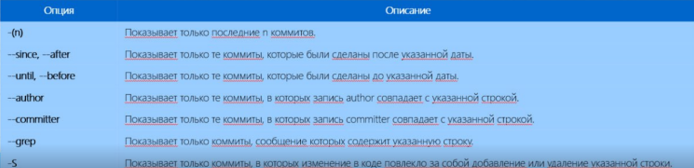 Опция Описание
-(n) Показывает только последние n коммитов.
--since, --after Показывает только те коммиты, которые были сделаны после указанной даты.
--until, --before Показывает только те коммиты, которые были сделаны до указанной даты.
--author Показывает только те коммиты, в которых запись author совпадает с указанной строкой.
--committer Показывает только те коммиты, в которых запись committer совпадает с указанной строкой.
--grep Показывает только коммиты, сообщение которых содержит указанную строку.
-S Показывает только коммиты, в которых изменение в коде повлекло за собой добавление или удаление указанной строки.